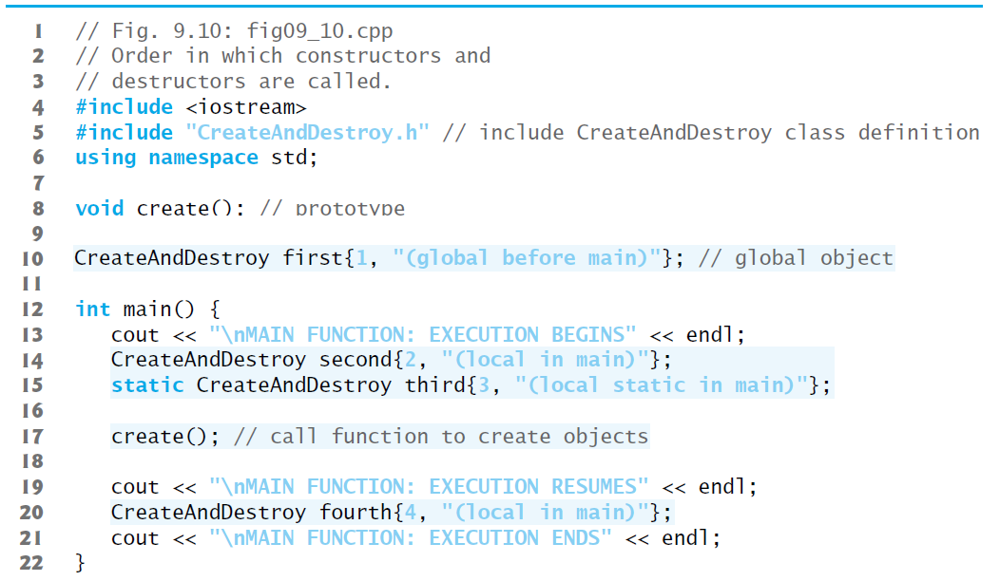 1 // Fig. 9.10: fig09_10.cpp
2 // Order in which constructors and
3 // destructors are called.
4 #include <iostream>
5 #include "CreateAndDestroy.h" // include CreateAndDestroy class definition
6 using namespace std;
7
8 void create(); // prototype
9
10 CreateAndDestroy first{1, "(global before main)"}; // global object
11
12 int main() {
13 cout << "\nMAIN FUNCTION: EXECUTION BEGINS" << endl;
14 CreateAndDestroy second{2, "(local in main)"};
15 static CreateAndDestroy third{3, "(local static in main)"};
16
17 create(); // call function to create objects
18
19 cout << "\nMAIN FUNCTION: EXECUTION RESUMES" << endl;
20 CreateAndDestroy fourth{4, "(local in main)"};
21 cout << "\nMAIN FUNCTION: EXECUTION ENDS" << endl;
22 }